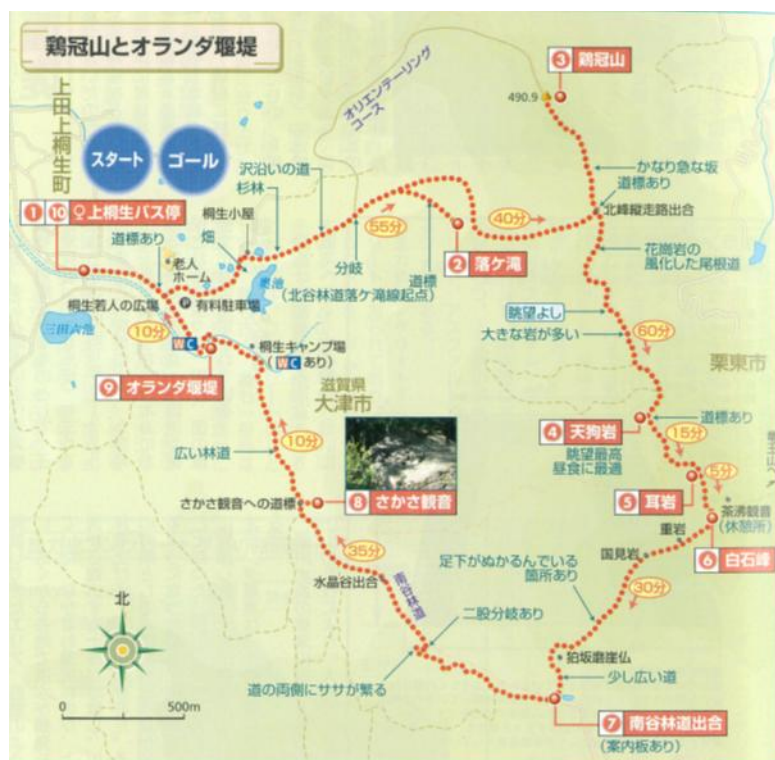 鶏冠山とオランダ堰堤
上田上桐生町
スタート
ゴール
オリエンテーリング
コース
490.9
③ 鶏冠山
かなり急な坂
道標あり
北峰縦走路出合
沢沿いの道
杉林
桐生小屋
畑
① ⑩ 上桐生バス停
道標あり
老人
ホーム
奥池
分岐
(北谷林道落ケ滝線起点)
55分
道標
② 落ケ滝
40分
花崗岩の
風化した尾根道
桐生若人の広場
P 有料駐車場
10分
WC
桐生キャンプ場
(WCあり)
⑨ オランダ堰堤
眺望よし
大きな岩が多い
60分
栗東市
滋賀県
大津市
④ 天狗岩
眺望最高
昼食に最適
道標あり
15分
5分
⑤ 耳岩
茶沸観音
(休憩所)
⑥ 白石峰
重岩
国見岩
広い林道
10分
さかさ観音への道標
⑧ さかさ観音
35分
水晶谷出合
南谷林道
足下がぬかるんでいる
箇所あり
30分
二股分岐あり
狛坂磨崖仏
少し広い道
道の両側にササが繁る
⑦ 南谷林道出合
(案内板あり)
北
0
500m